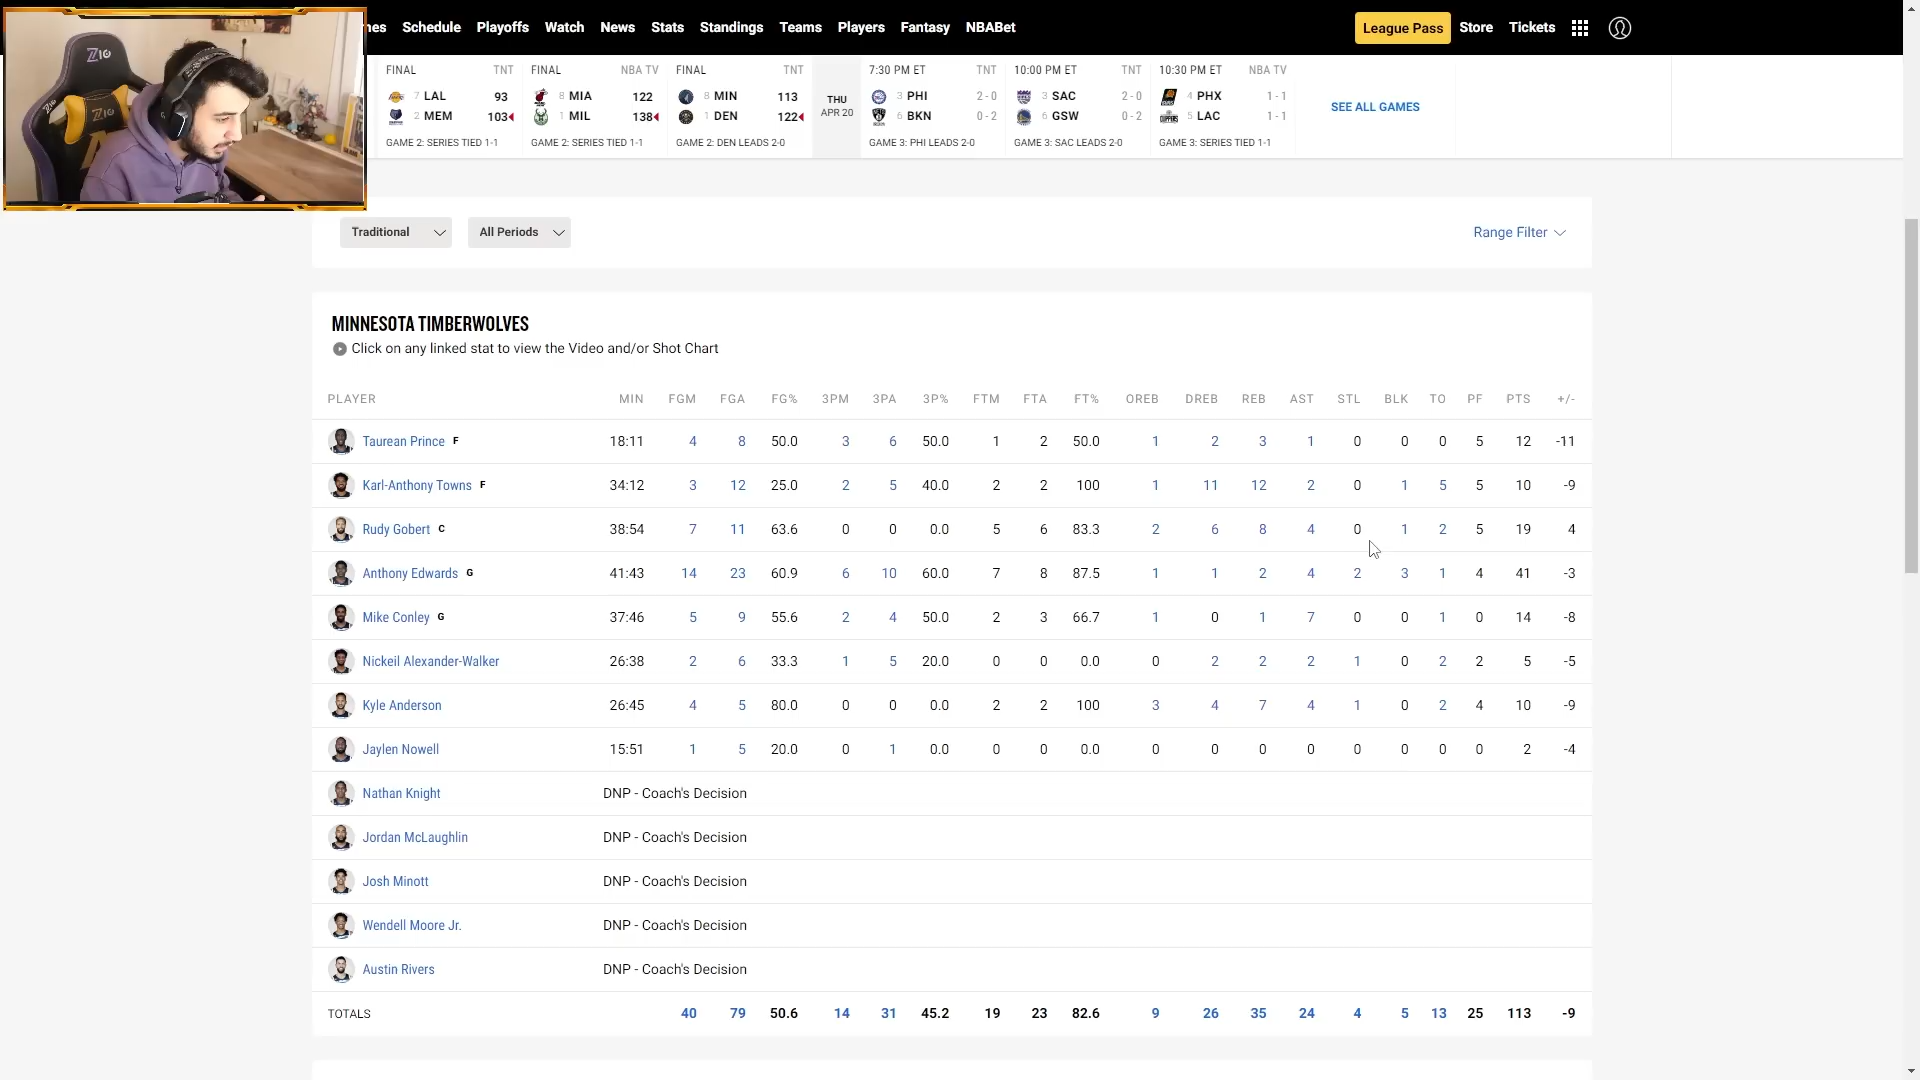 Schedule Playoffs Watch News Stats Standings Teams Players Fantasy NBABet League Pass Store Tickets
FINAL TNT FINAL NBA TV FINAL TNT 7:30 PM ET TNT 10:00 PM ET TNT 10:30 PM ET NBA TV
7 LAL 93 8 MIA 122 8 MIN 113 THU 3 PHI 2-0 3 SAC 2-0 4 PHX 1-1 SEE ALL GAMES
2 MEM 103 1 MIL 138 1 DEN 122 APR 20 6 BKN 0-2 6 GSW 0-2 5 LAC 1-1
GAME 2: SERIES TIED 1-1 GAME 2: SERIES TIED 1-1 GAME 2: DEN LEADS 2-0 GAME 3: PHI LEADS 2-0 GAME 3: SAC LEADS 2-0 GAME 3: SERIES TIED 1-1
Traditional All Periods Range Filter
MINNESOTA TIMBERWOLVES
Click on any linked stat to view the Video and/or Shot Chart
PLAYER MIN FGM FGA FG% 3PM 3PA 3P% FTM FTA FT% OREB DREB REB AST STL BLK TO PF PTS +/-
Taurean Prince F 18:11 4 8 50.0 3 6 50.0 1 2 50.0 1 2 3 1 0 0 0 5 12 -11
Karl-Anthony Towns F 34:12 3 12 25.0 2 5 40.0 2 2 100 1 11 12 2 0 1 5 5 10 -9
Rudy Gobert C 38:54 7 11 63.6 0 0 0.0 5 6 83.3 2 6 8 4 0 1 2 5 19 4
Anthony Edwards G 41:43 14 23 60.9 6 10 60.0 7 8 87.5 1 1 2 4 2 3 1 4 41 -3
Mike Conley G 37:46 5 9 55.6 2 4 50.0 2 3 66.7 1 0 1 7 0 0 1 0 14 -8
Nickeil Alexander-Walker 26:38 2 6 33.3 1 5 20.0 0 0 0.0 0 2 2 2 1 0 2 2 5 -5
Kyle Anderson 26:45 4 5 80.0 0 0 0.0 2 2 100 3 4 7 4 1 0 2 4 10 -9
Jaylen Nowell 15:51 1 5 20.0 0 1 0.0 0 0 0.0 0 0 0 0 0 0 0 0 2 -4
Nathan Knight DNP - Coach's Decision
Jordan McLaughlin DNP - Coach's Decision
Josh Minott DNP - Coach's Decision
Wendell Moore Jr. DNP - Coach's Decision
Austin Rivers DNP - Coach's Decision
TOTALS 40 79 50.6 14 31 45.2 19 23 82.6 9 26 35 24 4 5 13 25 113 -9